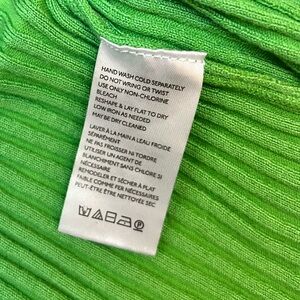 HAND WASH COLD SEPARATELY
DO NOT WRING OR TWIST
USE ONLY NON-CHLORINE
BLEACH
RESHAPE & LAY FLAT TO DRY
LOW IRON AS NEEDED
MAY BE DRY CLEANED
LAVER À LA MAIN A L'EAU FROIDE
SÉPARÉMENT
NE PAS FROISSER NI TORDRE
UTILISER UN AGENT DE
BLANCHIMENT SANS CHLORE SI
NÉCESSAIRE
REMODELER ET SÉCHER À PLAT
FAIBLE COMME FER NÉCESSAIRES
PEUT-ÊTRE ÊTRE NETTOYÉE SEC